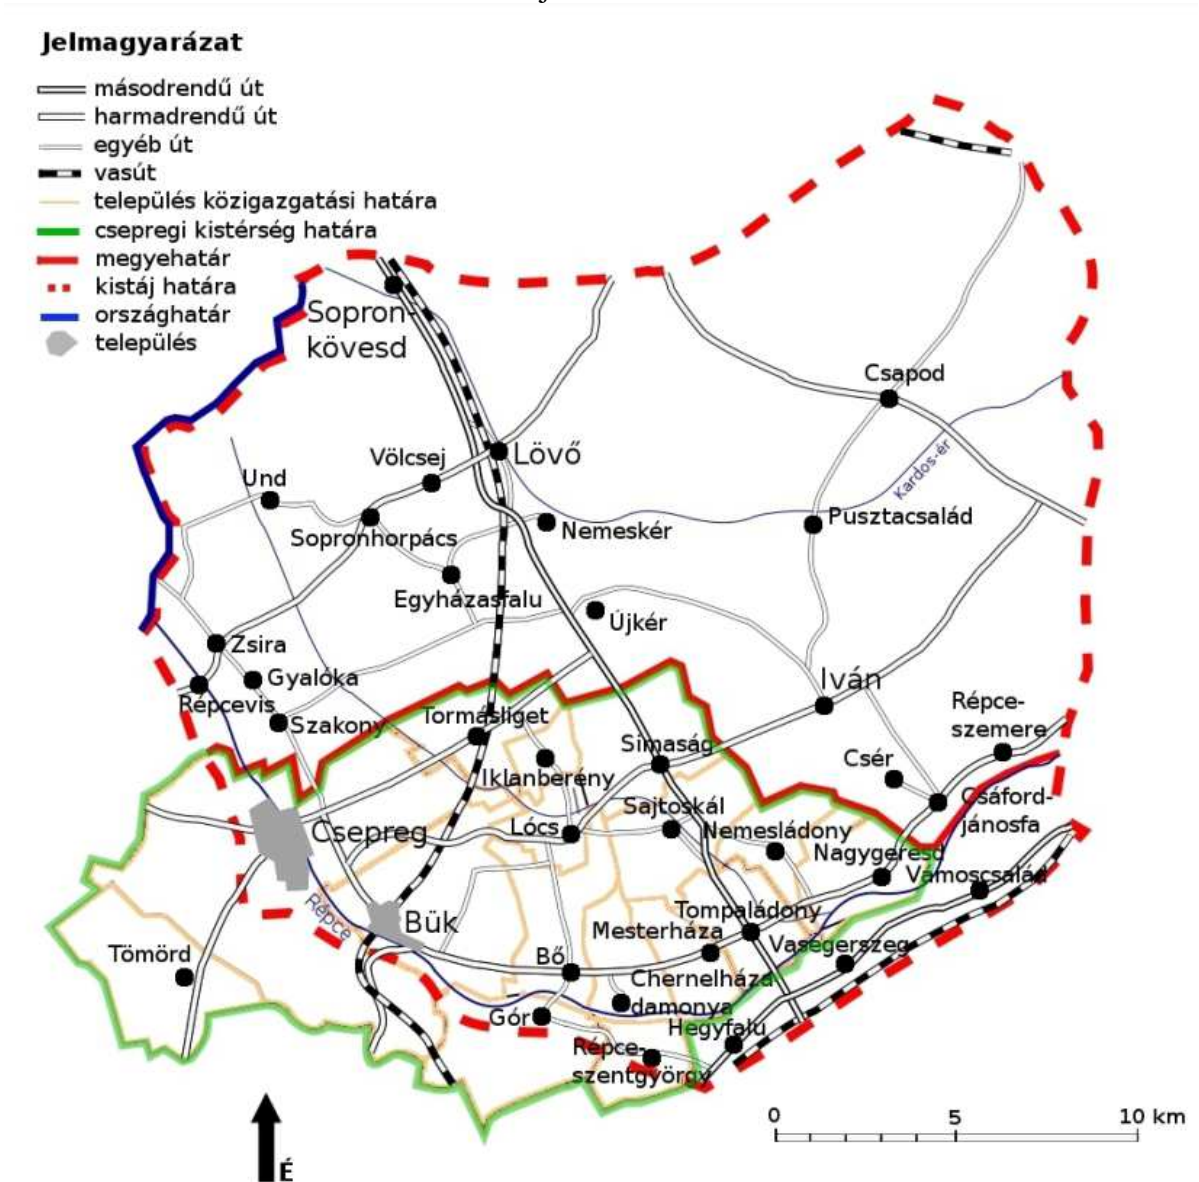 Jelmagyarázat
másodrendű út
harmadrendű út
egyéb út
vasút
település közigazgatási határa
csepregi kistérség határa
megyehatár
kistáj határa
országhatár
település
Sopron-
kövesd
Csapod
Völcsej
Lövő
Und
Kardos-ér
Sopronhorpács
Nemeskér
Pusztacsalád
Egyházasfalu
Újkér
Zsira
Gyalóka
Iván
Répcevis
Szakony
Répce-
szemere
Tormásliget
Simaság
Iklanberény
Csér
Csáford-
jánosfa
Sajtoskál
Csepreg
Lócs
Nemesládony
Nagygeresd
Vámoscsalád
Répce
Bük
Tompaládony
Mesterháza
Vasegerszeg
Tömörd
Bő
Chernelháza
damonya
Gór
Hegyfalu
Répce-
szentgyörgy
0 5 10 km
É